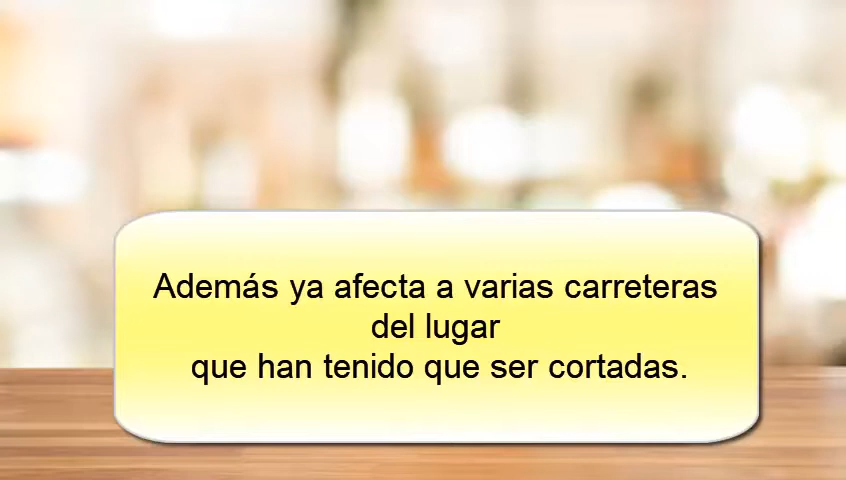 Además ya afecta a varias carreteras
del lugar
que han tenido que ser cortadas.